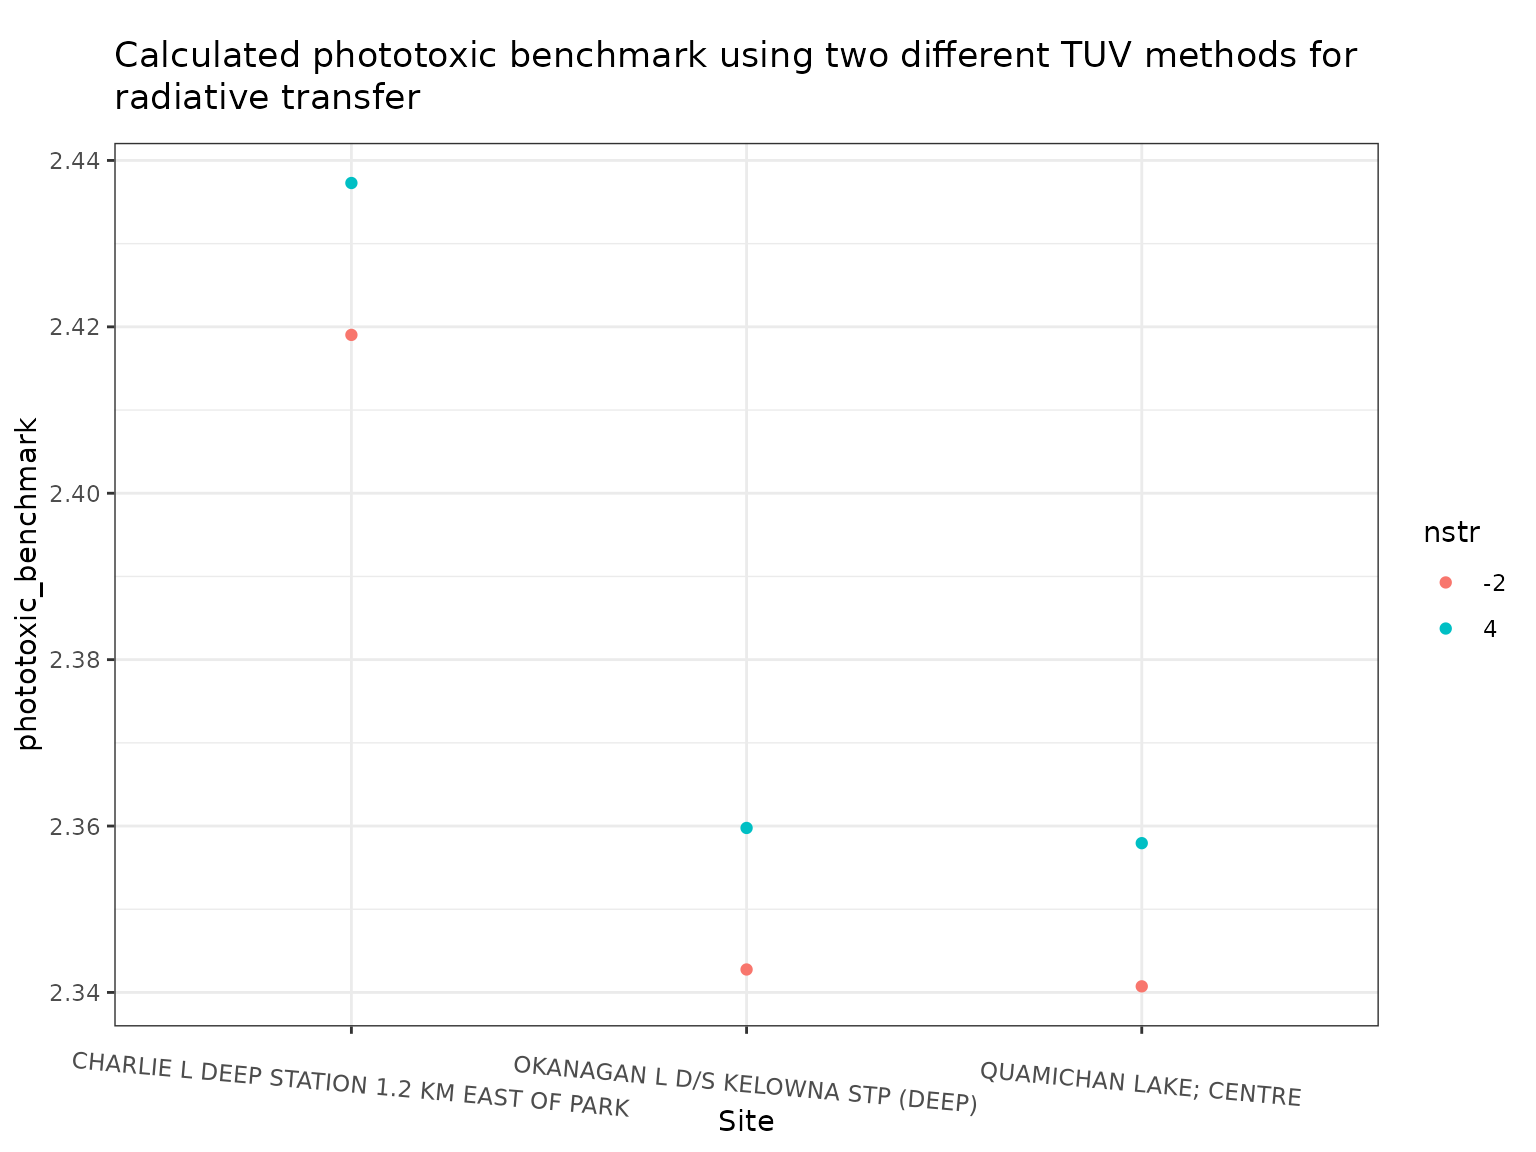 Calculated phototoxic benchmark using two different TUV methods for
radiative transfer
phototoxic_benchmark
2.44
2.42
2.40
2.38
2.36
2.34
CHARLIE L DEEP STATION 1.2 KM EAST OF PARK
OKANAGAN L D/S KELOWNA STP (DEEP)
QUAMICHAN LAKE; CENTRE
Site
nstr
-2
4